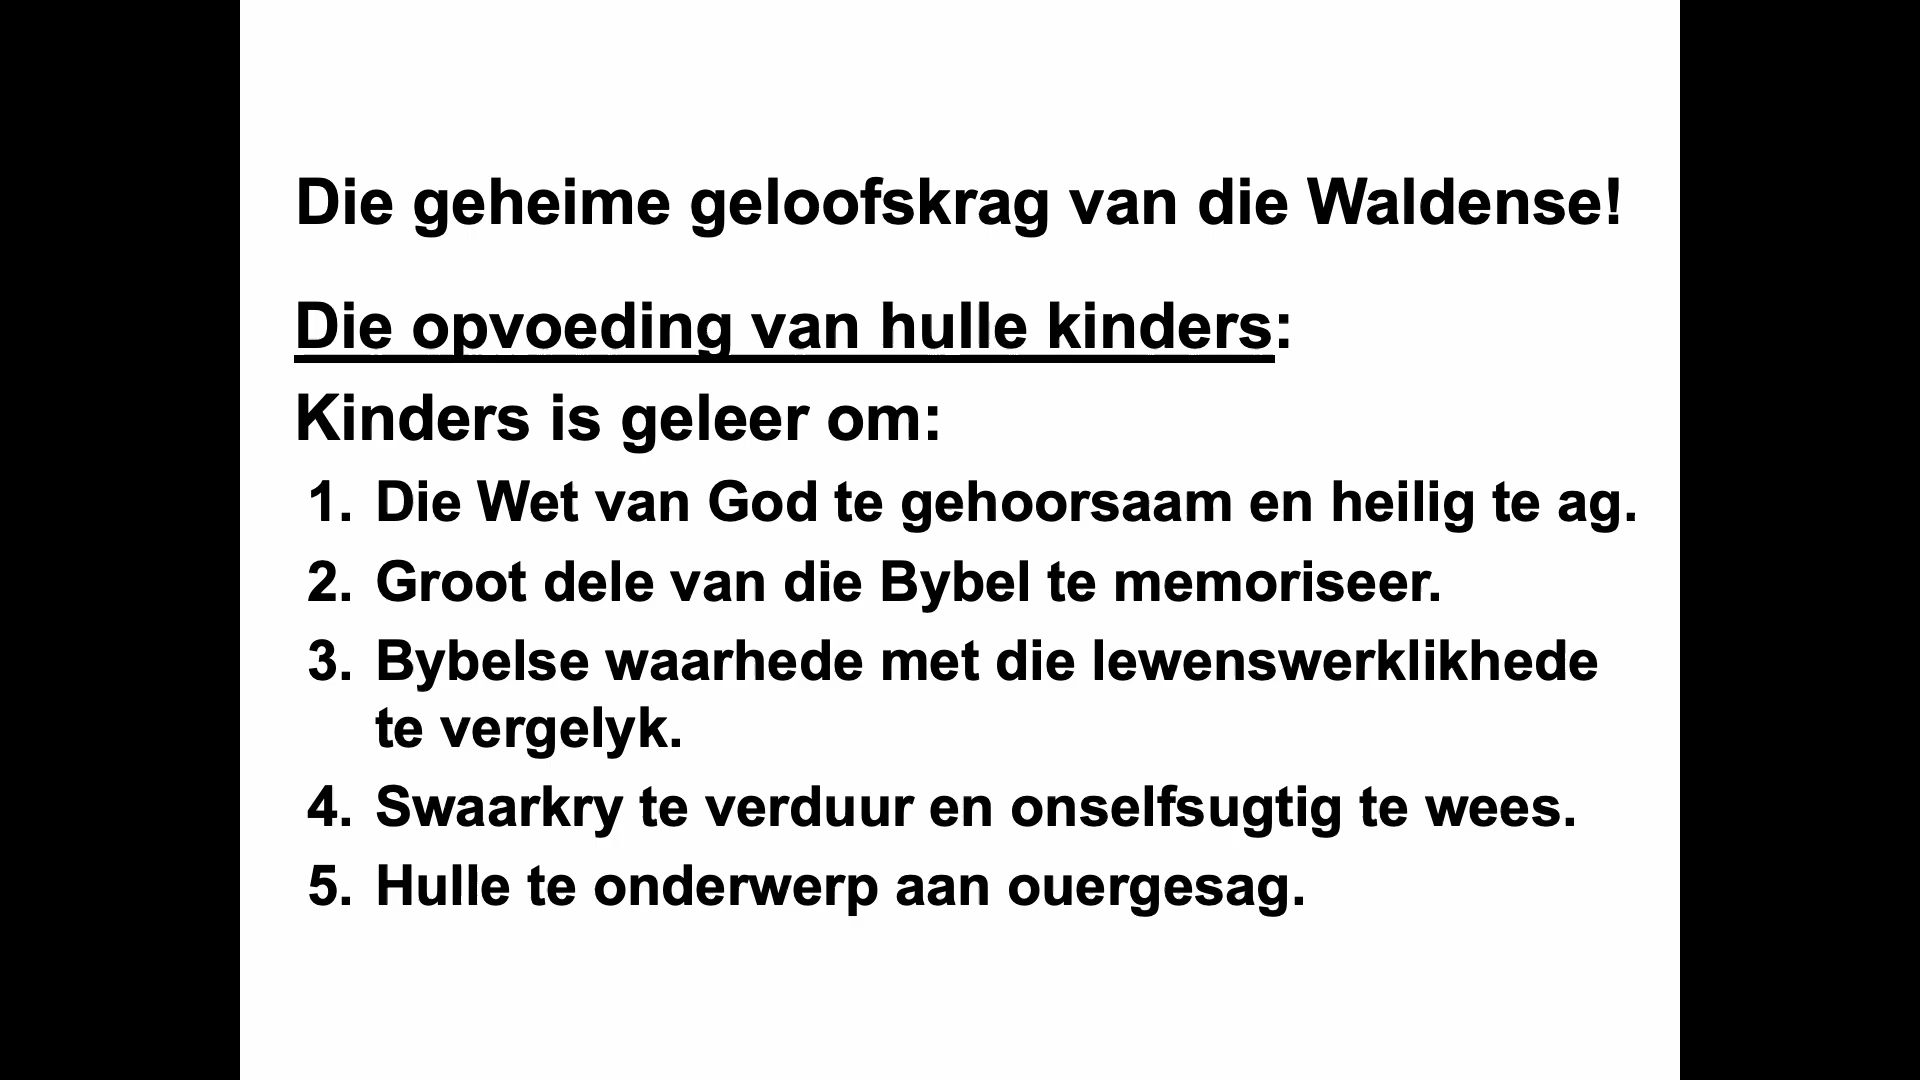 Die geheime geloofskrag van die Waldense!
Die opvoeding van hulle kinders:
Kinders is geleer om:
1. Die Wet van God te gehoorsaam en heilig te ag.
2. Groot dele van die Bybel te memoriseer.
3. Bybelse waarhede met die lewenswerklikhede
te vergelyk.
4. Swaarkry te verduur en onselfsugtig te wees.
5. Hulle te onderwerp aan ouergesag.